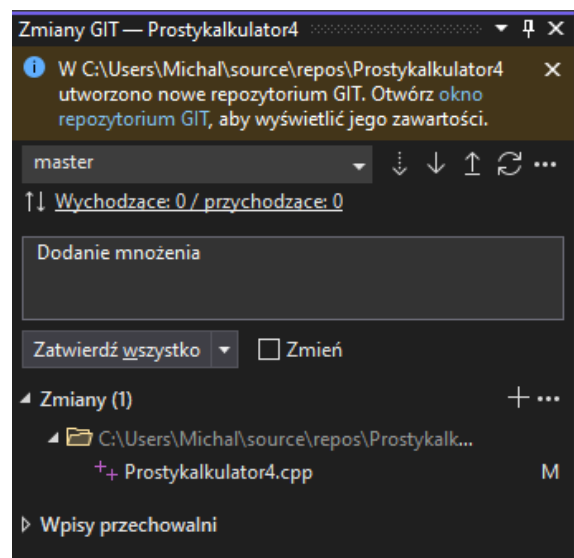 Zmiany GIT — Prostykalkulator4
W C:\Users\Michal\source\repos\Prostykalkulator4
utworzono nowe repozytorium GIT. Otwórz okno
repozytorium GIT, aby wyświetlić jego zawartości.
master
Wychodzące: 0 / przychodzące: 0
Dodanie mnożenia
Zatwierdź wszystko
Zmień
Zmiany (1)
C:\Users\Michal\source\repos\Prostykalk...
Prostykalkulator4.cpp M
Wpisy przechowalni